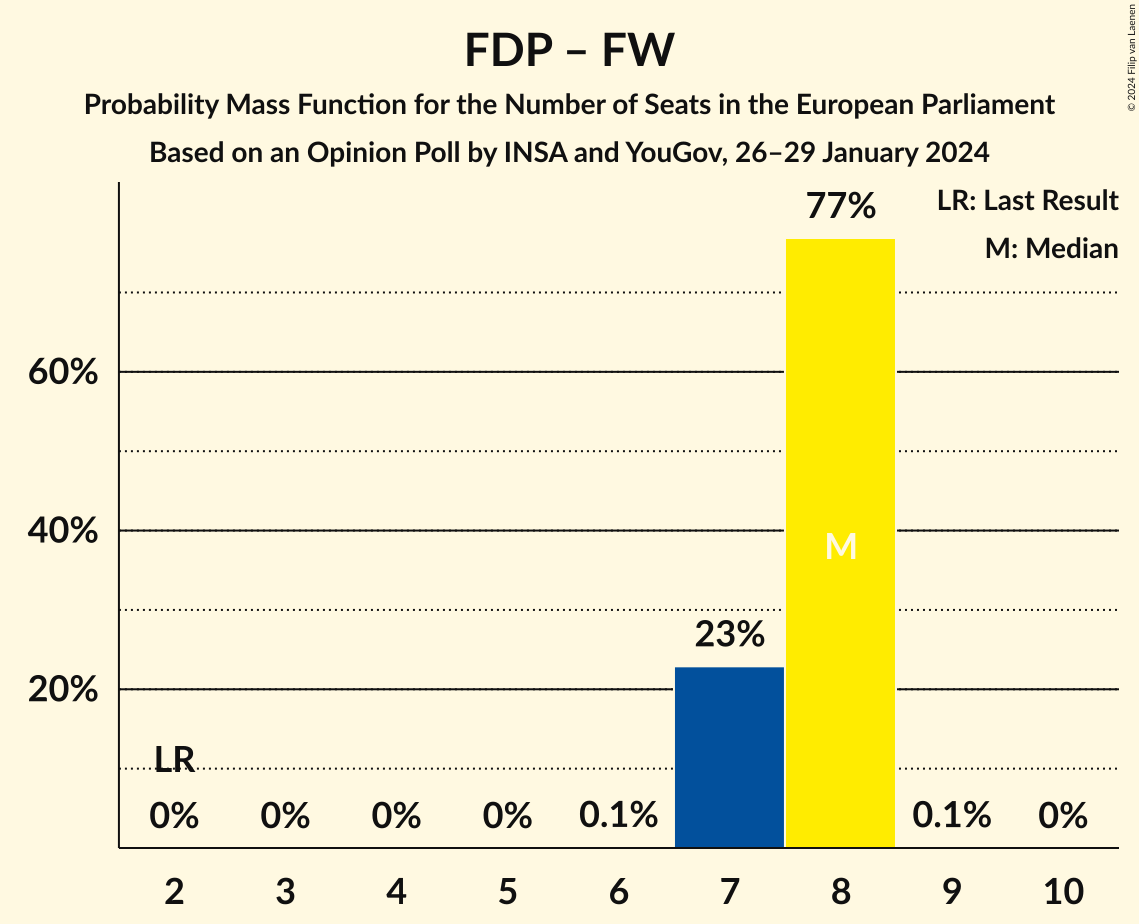 FDP – FW
Probability Mass Function for the Number of Seats in the European Parliament
Based on an Opinion Poll by INSA and YouGov, 26–29 January 2024
© 2024 Filip van Laenen
LR: Last Result
M: Median
77%
60%
40%
M
23%
20%
LR
0% 0% 0% 0% 0.1% 0.1% 0%
2 3 4 5 6 7 8 9 10